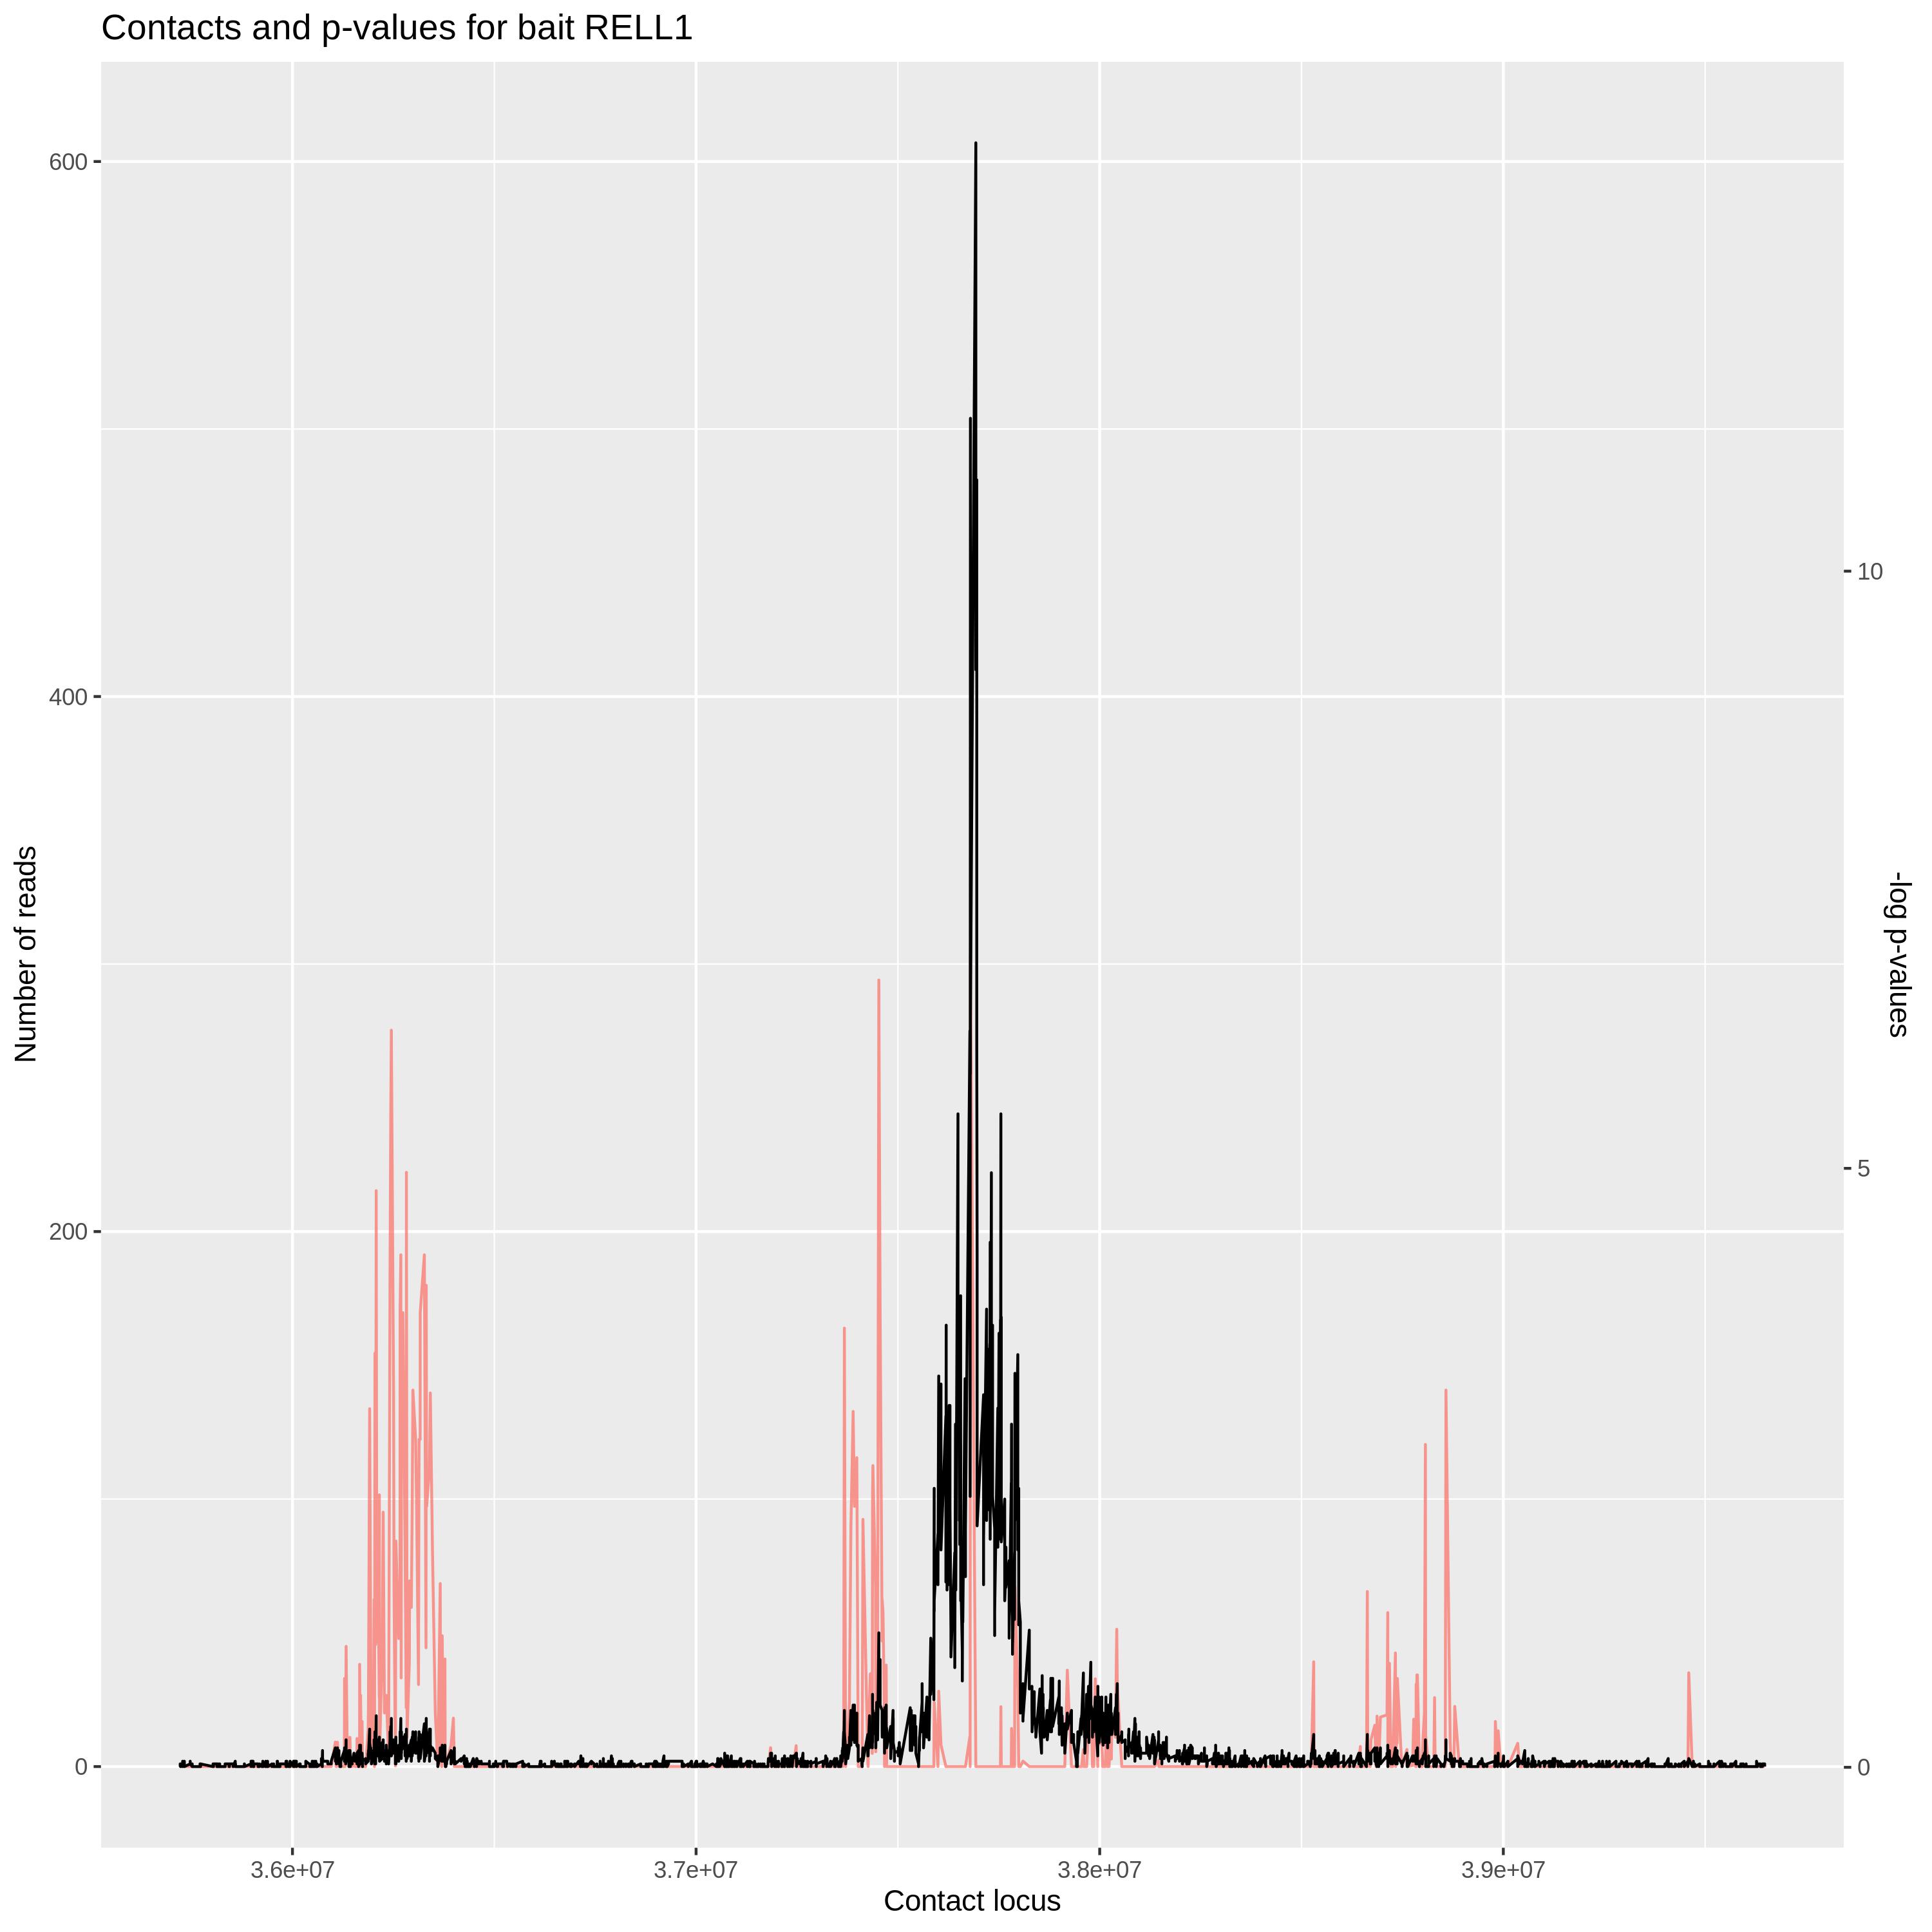 Contacts and p-values for bait RELL1
600
400
200
0
Number of reads
10
5
0
-log p-values
3.6e+07 3.7e+07 3.8e+07 3.9e+07
Contact locus